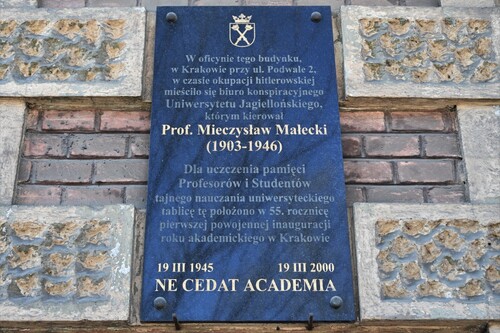 W oficynie tego budynku,
w Krakowie przy ul. Podwale 2,
w czasie okupacji hitlerowskiej
mieściło się biuro konspiracyjnego
Uniwersytetu Jagiellońskiego,
którym kierował
Prof. Mieczysław Małecki
(1903-1946)
Dla uczczenia pamięci
Profesorów i Studentów
tajnego nauczania uniwersyteckiego
tablicę tę położono w 55. rocznicę
pierwszej powojennej inauguracji
roku akademickiego w Krakowie
19 III 1945 19 III 2000
NE CEDAT ACADEMIA